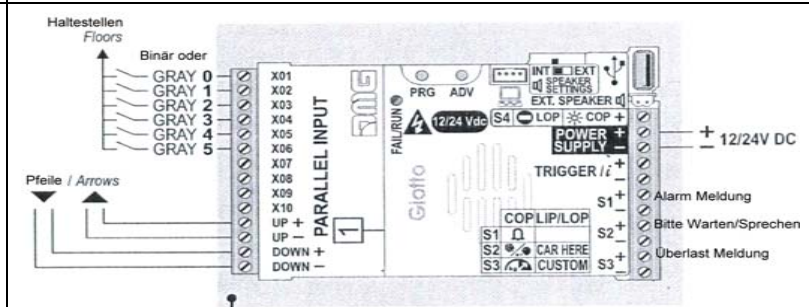 Haltestellen
Floors
Binär oder
GRAY 0
GRAY 1
GRAY 2
GRAY 3
GRAY 4
GRAY 5
Pfeile / Arrows
X01
X02
X03
X04
X05
X06
X07
X08
X09
X10
UP +
UP −
DOWN +
DOWN −
PARALLEL INPUT
1
RMG
PRG ADV
FAIL/RUN
12/24 Vdc
Giotto
INT EXT
SPEAKER
SETTINGS
EXT. SPEAKER
S4 LOP COP +
POWER +
SUPPLY −
+ 12/24V DC
−
TRIGGER / i +
−
S1 +
−
Alarm Meldung
S2 +
−
Bitte Warten/Sprechen
S3 +
−
Überlast Meldung
COP LIP/LOP
S1
S2 CAR HERE
S3 CUSTOM